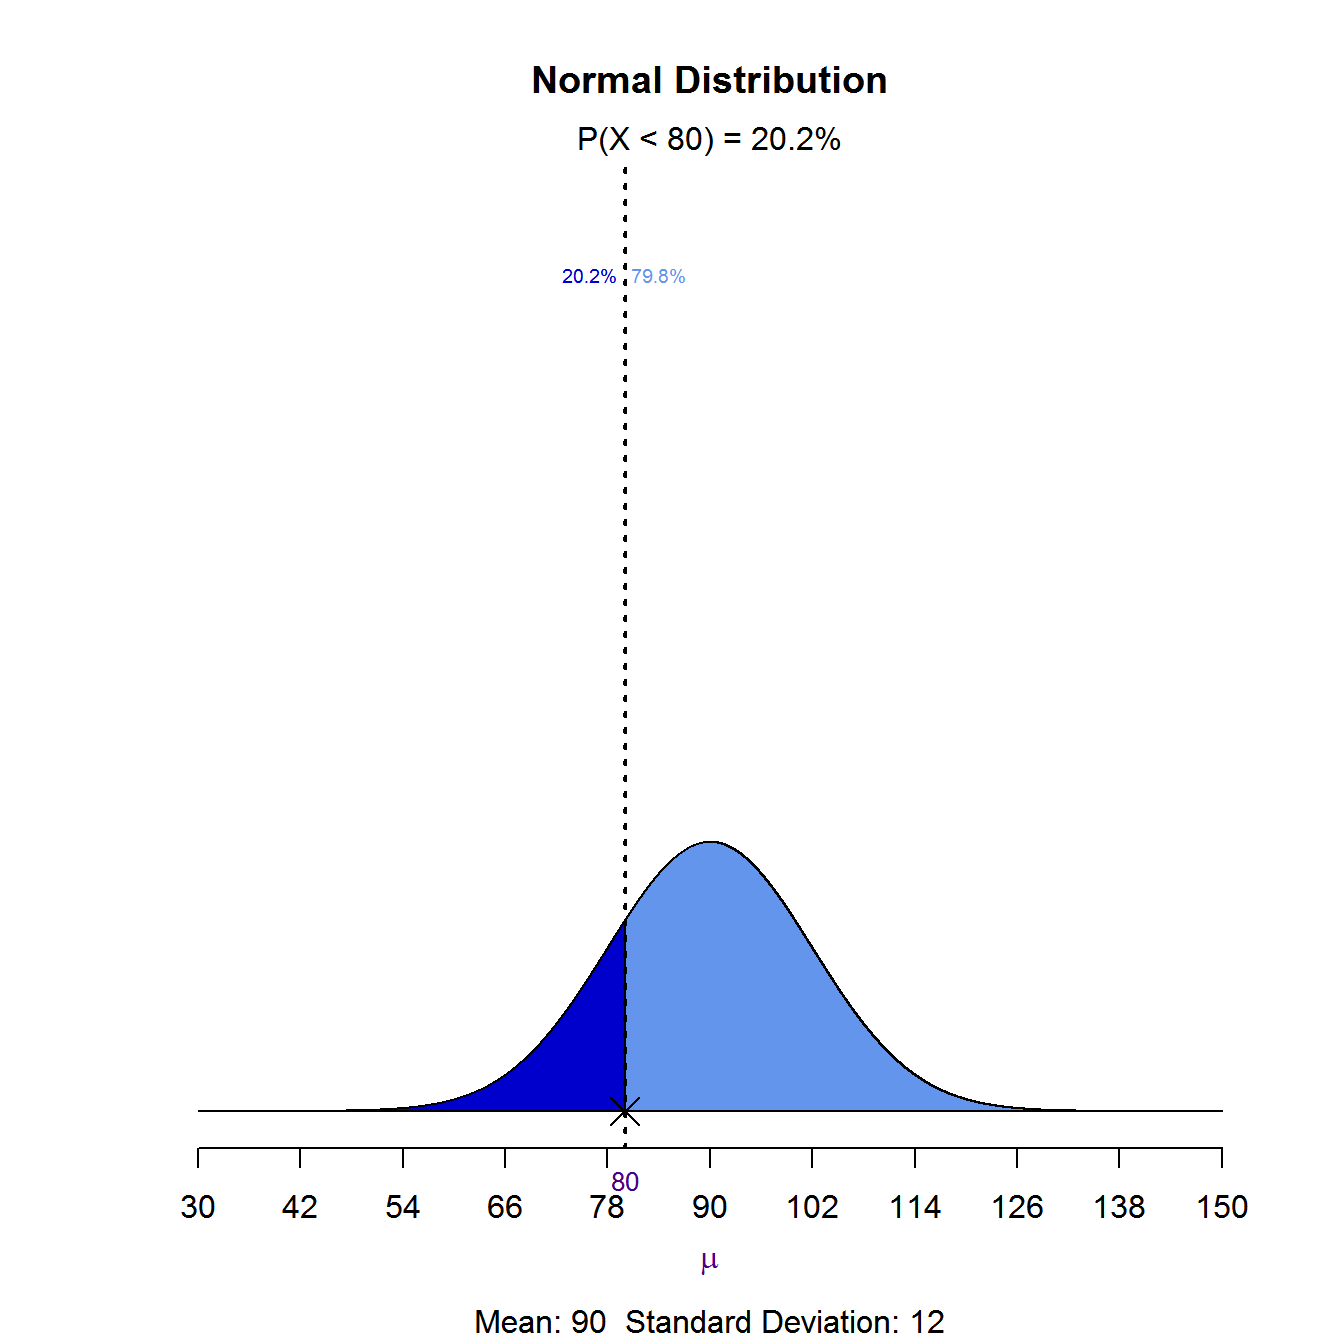 Normal Distribution
P(X < 80) = 20.2%
20.2% 79.8%
80
30 42 54 66 78 90 102 114 126 138 150
μ
Mean: 90  Standard Deviation: 12